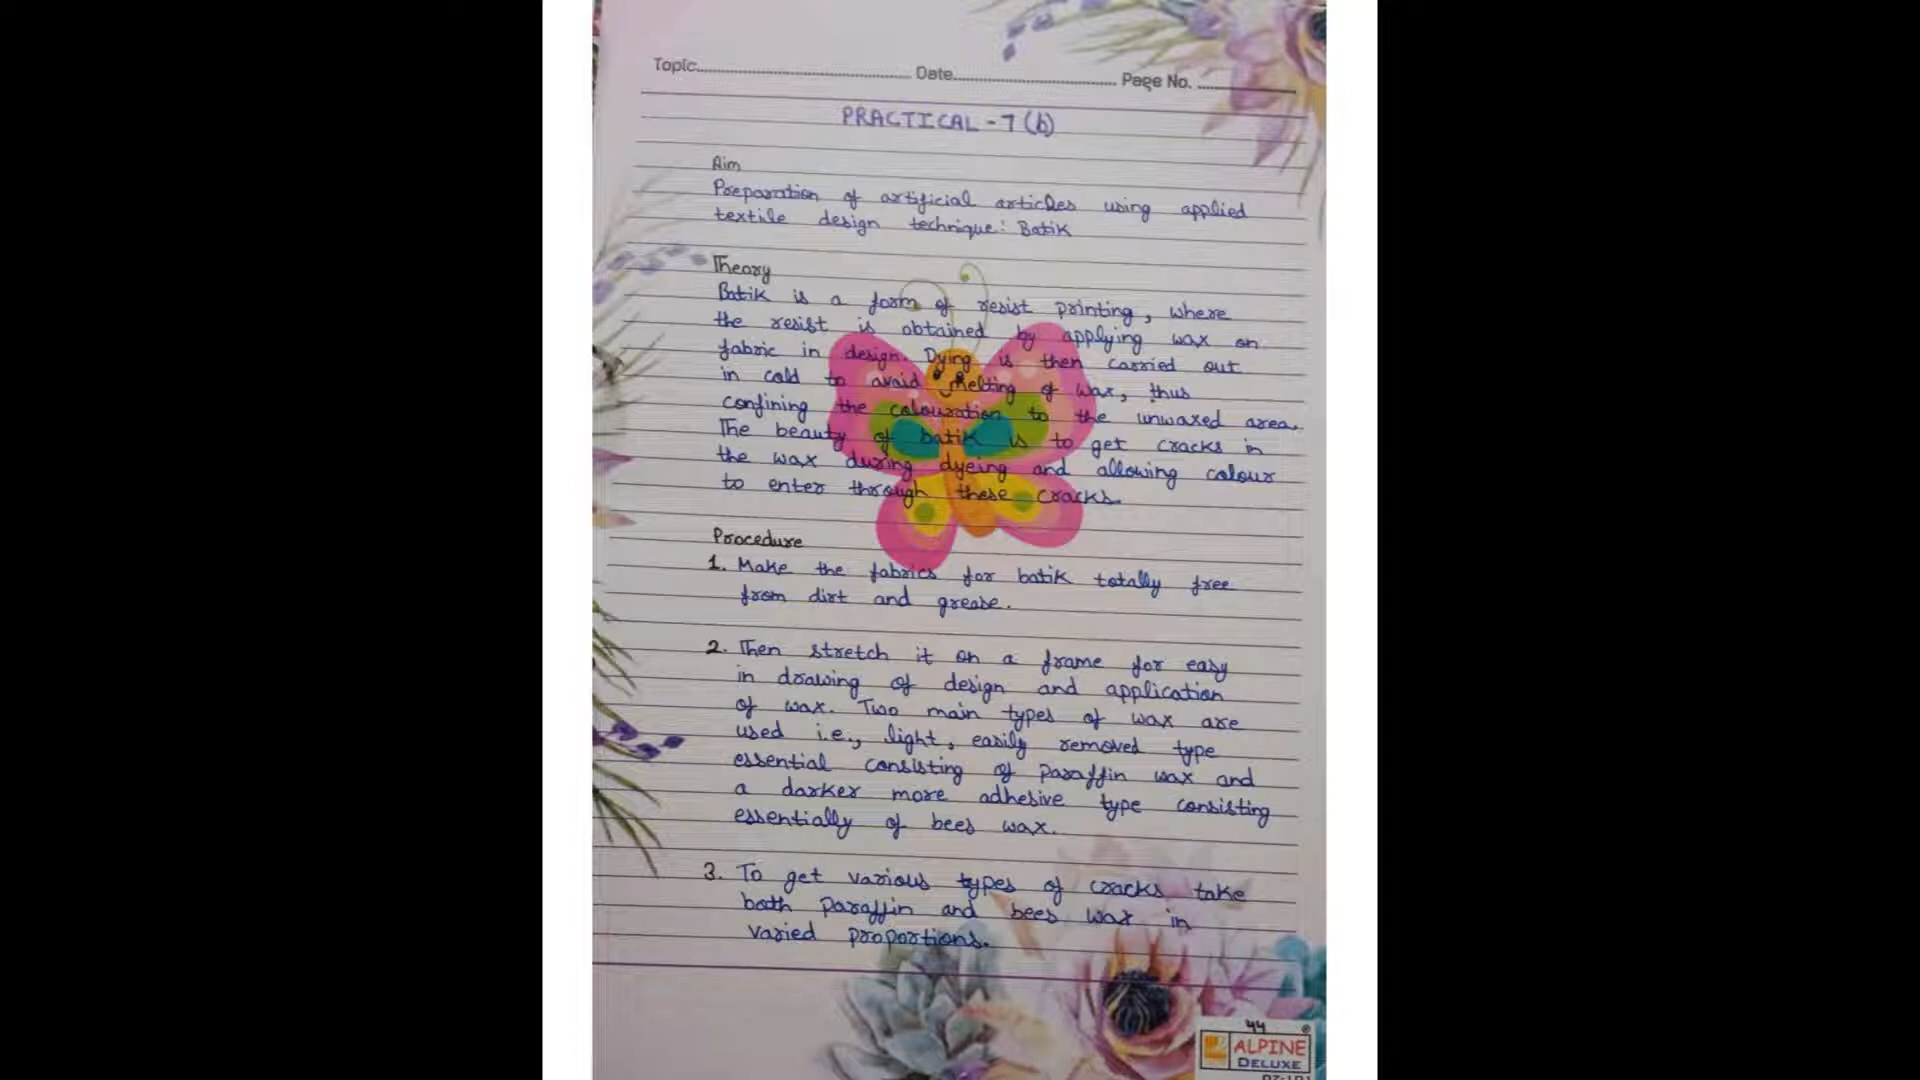 Topic................ Date................ Page No. ................
PRACTICAL - 7 (b)
Aim
Preparation of artificial articles using applied
textile design technique: Batik
Theory
Batik is a form of resist printing, where
the resist is obtained by applying wax on
fabric in design. Dying is then carried out
in cold to avoid melting of wax, thus
confining the colouration to the unwaxed area.
The beauty of batik is to get cracks in
the wax during dyeing and allowing colour
to enter through these cracks.
Procedure
1. Make the fabrics for batik totally free
from dirt and grease.
2. Then stretch it on a frame for easy
in drawing of design and application
of wax. Two main types of wax are
used i.e., light, easily removed type
essential consisting of paraffin wax and
a darker more adhesive type consisting
essentially of bees wax.
3. To get various types of cracks take
both paraffin and bees wax in
varied proportions.
44
ALPINE
DELUXE